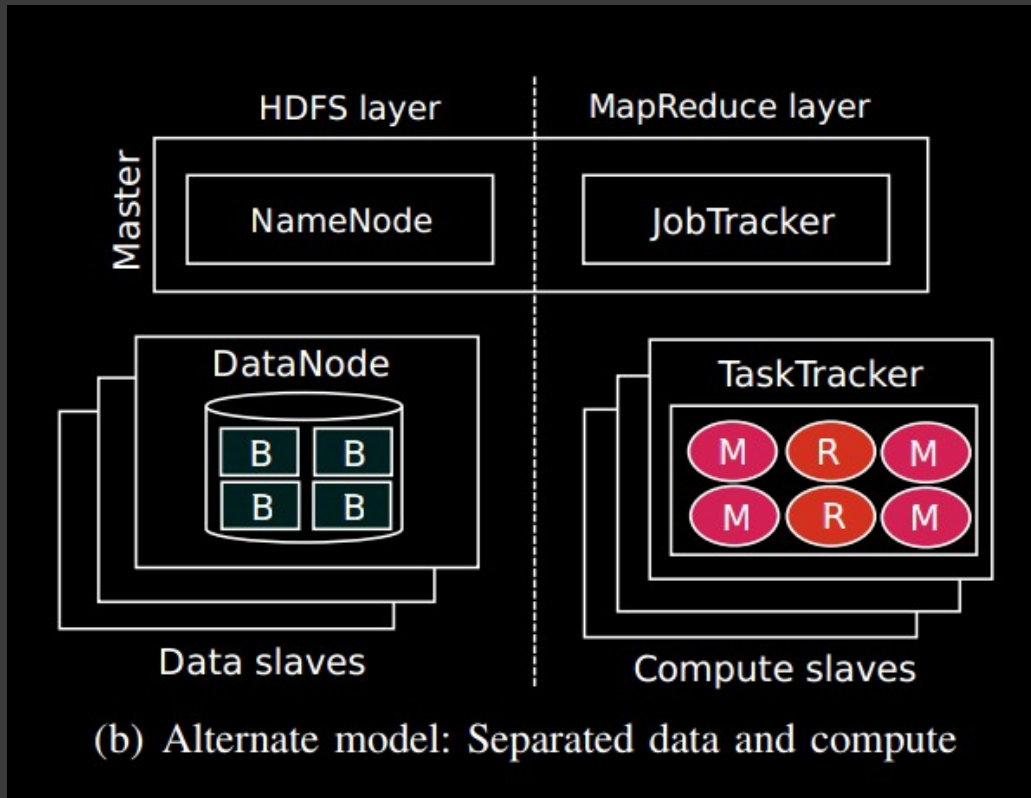 HDFS layer
MapReduce layer
Master
NameNode
JobTracker
DataNode
B B
B B
Data slaves
TaskTracker
M R M
M R M
Compute slaves
(b) Alternate model: Separated data and compute